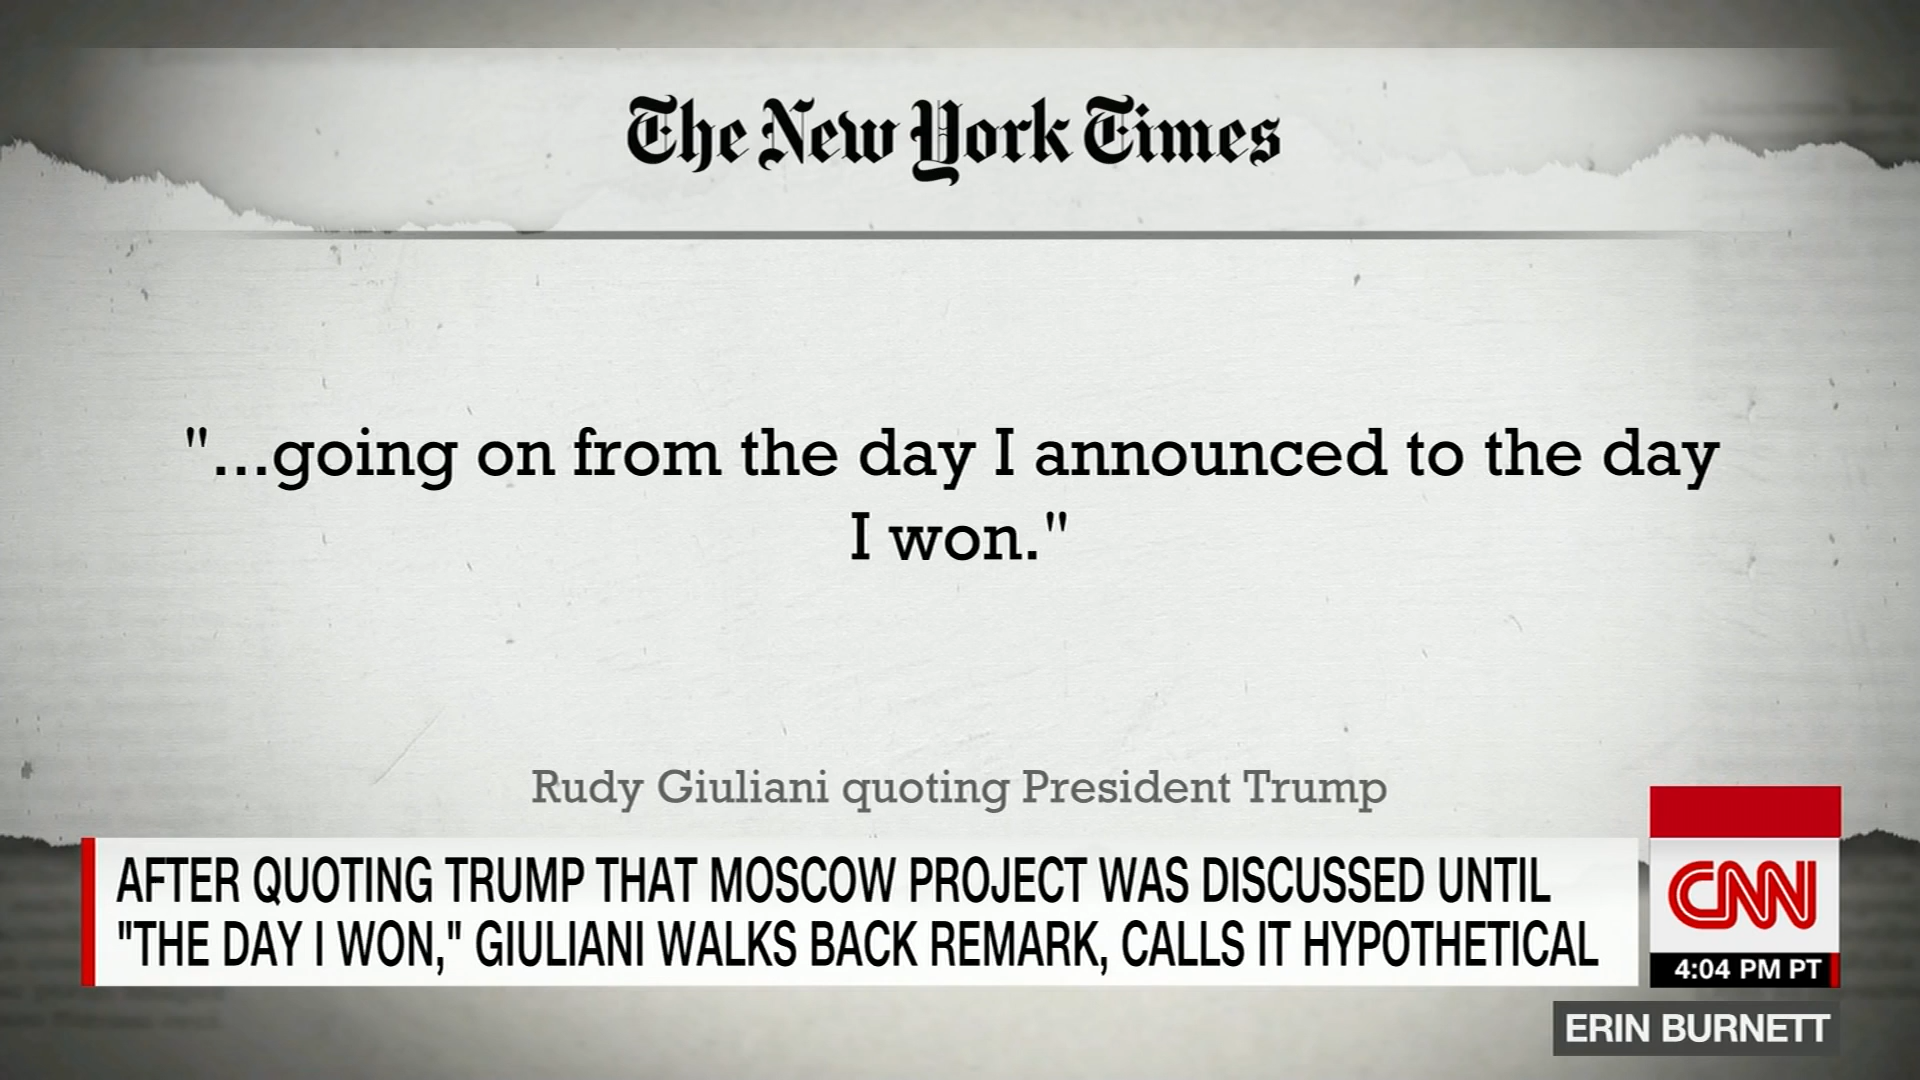 The New York Times
"...going on from the day I announced to the day
I won."
Rudy Giuliani quoting President Trump
AFTER QUOTING TRUMP THAT MOSCOW PROJECT WAS DISCUSSED UNTIL
"THE DAY I WON," GIULIANI WALKS BACK REMARK, CALLS IT HYPOTHETICAL
CNN
4:04 PM PT
ERIN BURNETT